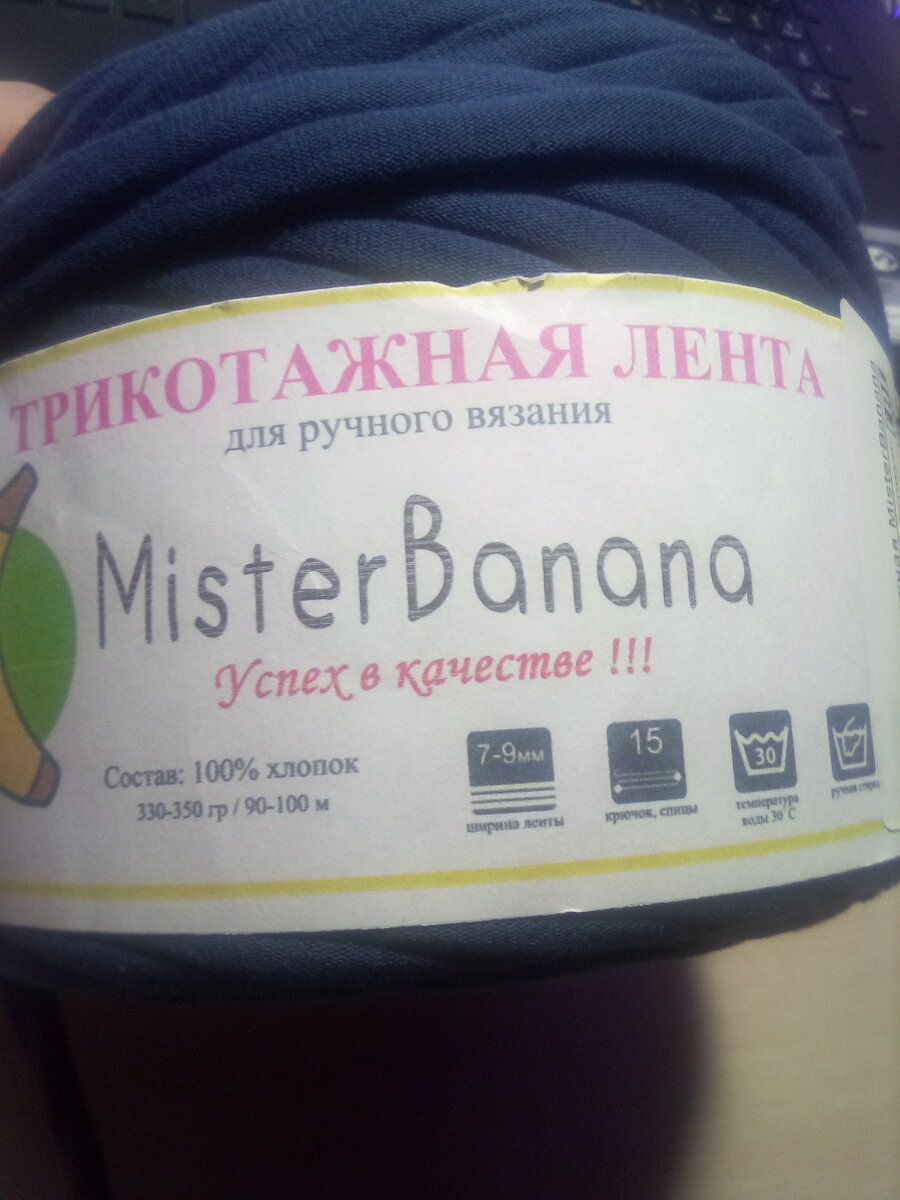 ТРИКОТАЖНАЯ ЛЕНТА
для ручного вязания
MisterBanana
Успех в качестве !!!
Состав: 100% хлопок
330-350 гр / 90-100 м
7-9мм
ширина ленты
15
крючок, спицы
30
температура
воды 30°С
ручная стирка
MisterBanana